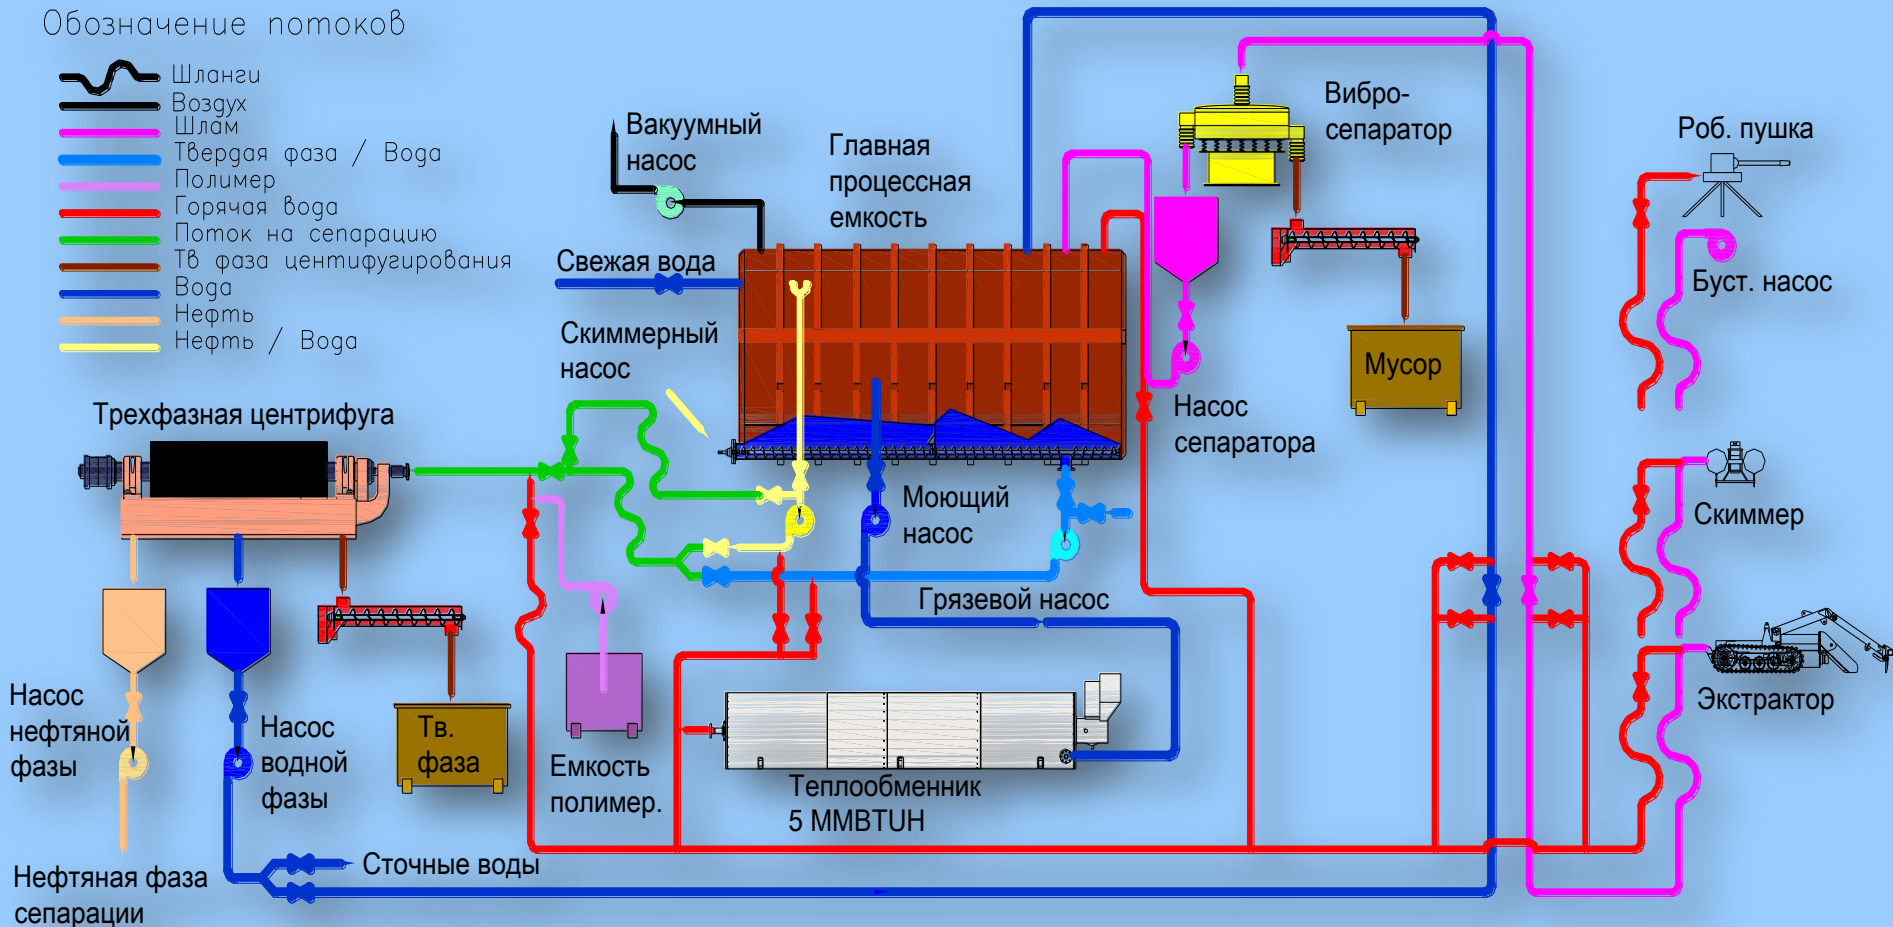 Обозначение потоков
Шланги
Воздух
Шлам
Твердая фаза / Вода
Полимер
Горячая вода
Поток на сепарацию
Тв фаза центифугирования
Вода
Нефть
Нефть / Вода
Вакуумный
насос
Главная
процессная
емкость
Вибро-
сепаратор
Роб. пушка
Свежая вода
Буст. насос
Скиммерный
насос
Мусор
Трехфазная центрифуга
Насос
сепаратора
Моющий
насос
Скиммер
Грязевой насос
Экстрактор
Насос
нефтяной
фазы
Насос
водной
фазы
Тв.
фаза
Емкость
полимер.
Теплообменник
5 MMBTUH
Сточные воды
Нефтяная фаза
сепарации